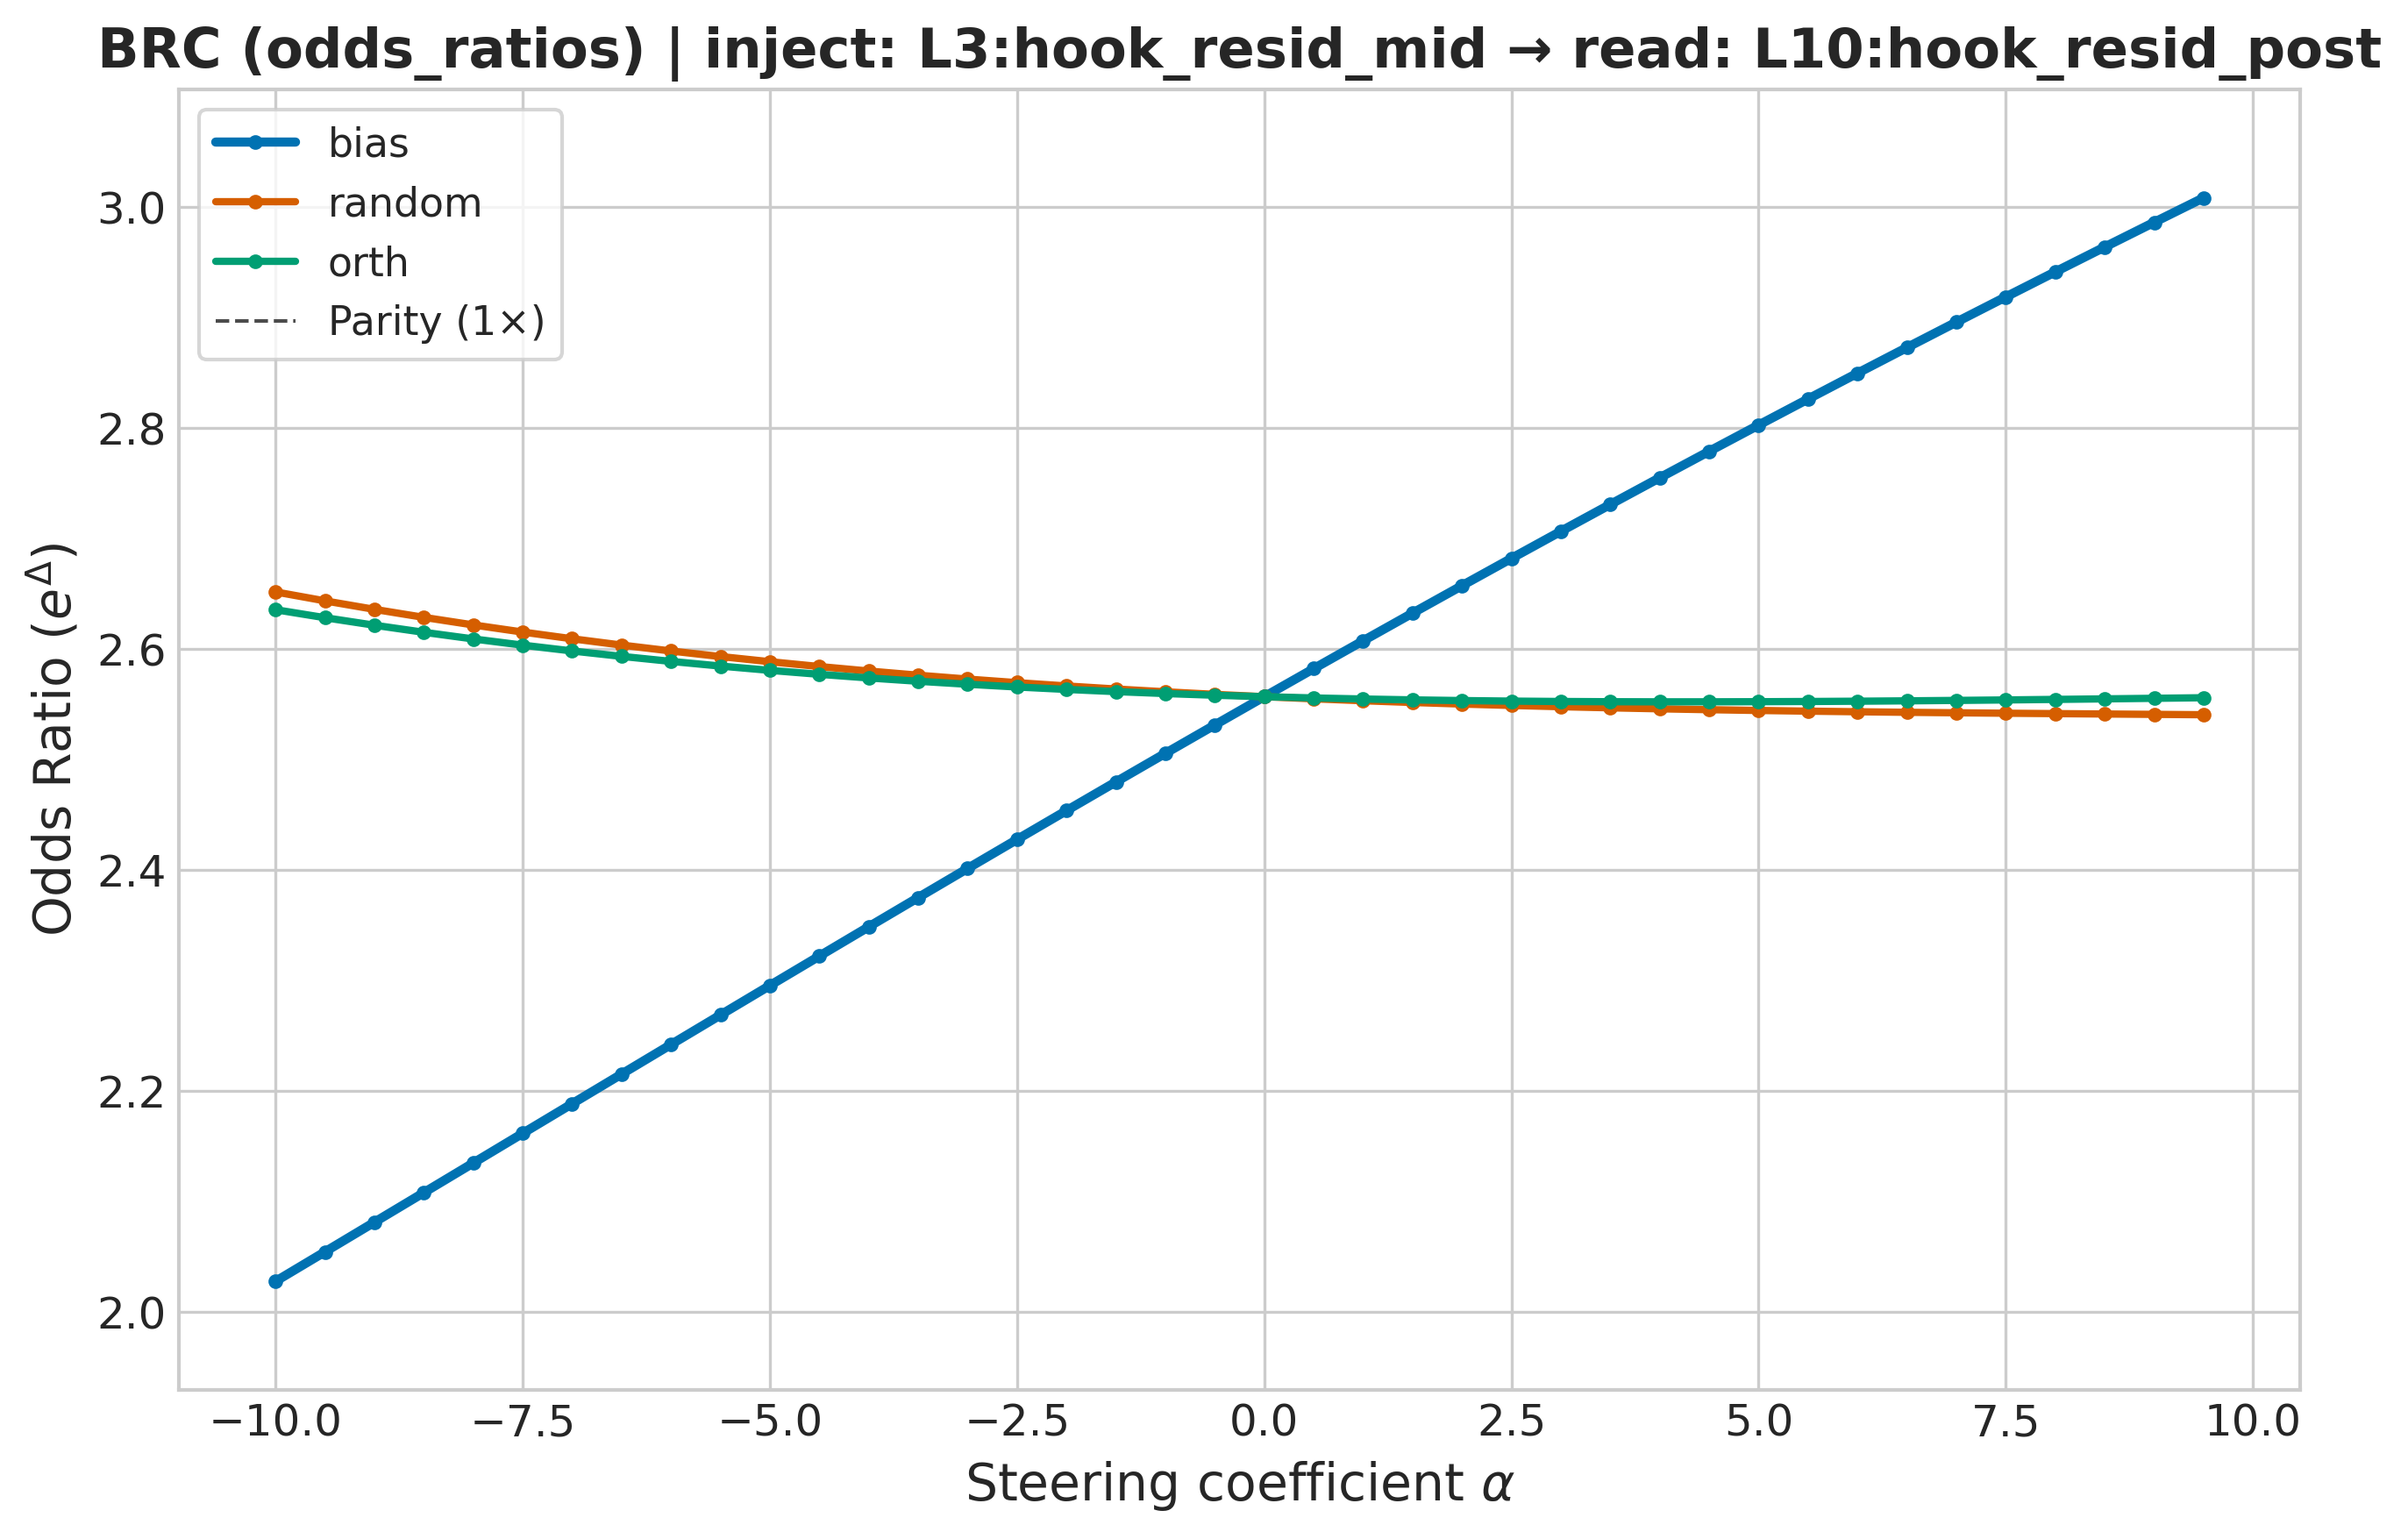 BRC (odds_ratios) | inject: L3:hook_resid_mid → read: L10:hook_resid_post
bias
random
orth
Parity (1×)
Odds Ratio (e^Δ)
3.0
2.8
2.6
2.4
2.2
2.0
−10.0 −7.5 −5.0 −2.5 0.0 2.5 5.0 7.5 10.0
Steering coefficient α